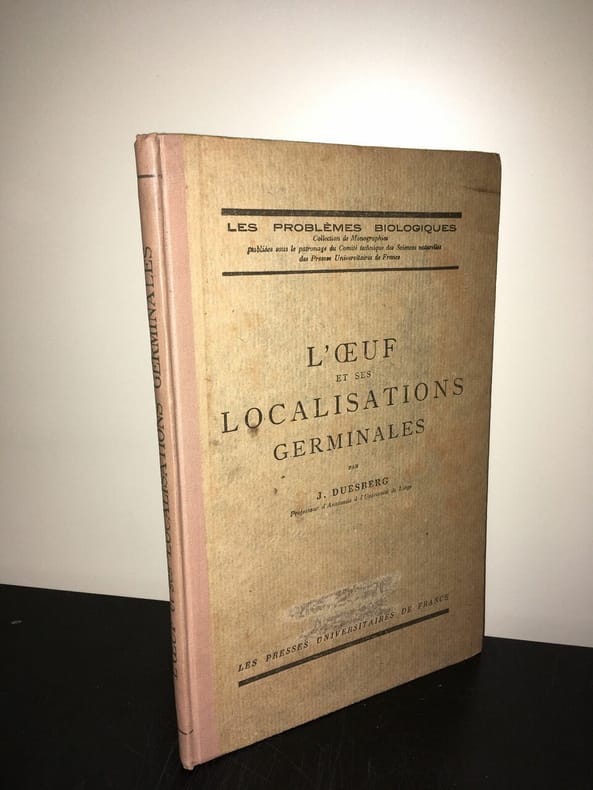 LES PROBLÈMES BIOLOGIQUES
Collection de Monographies
publiées sous le patronage du Comité technique des Sciences naturelles
des Presses Universitaires de France
L'ŒUF
ET SES
LOCALISATIONS
GERMINALES
PAR
J. DUESBERG
Professeur d'Anatomie à l'Université de Liége
LES PRESSES UNIVERSITAIRES DE FRANCE
L'ŒUF ET SES LOCALISATIONS GERMINALES